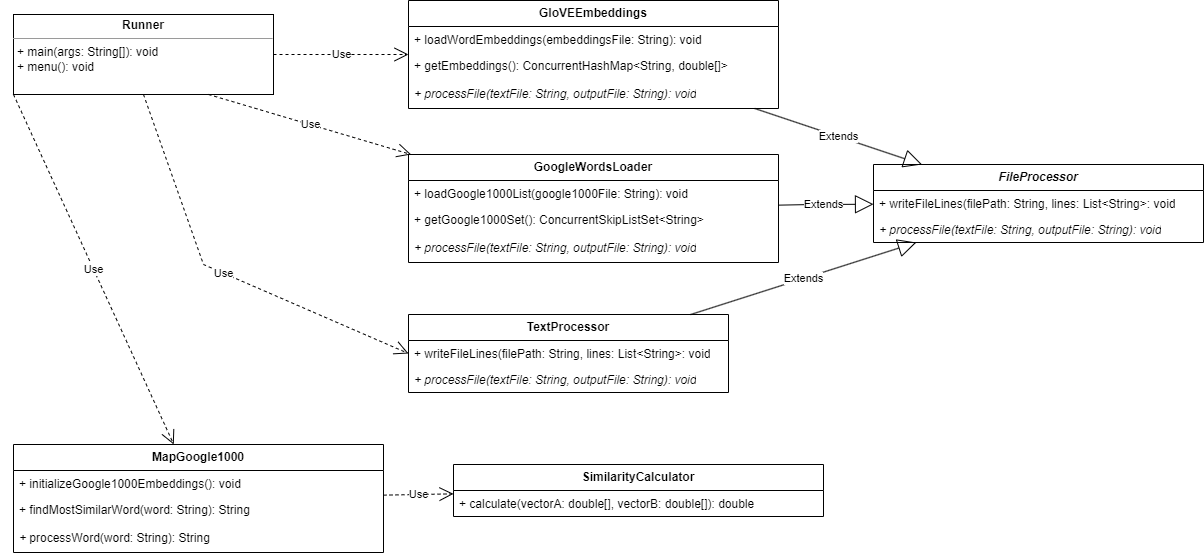 Runner
+ main(args: String[]): void
+ menu(): void
Use
GloVEEmbeddings
+ loadWordEmbeddings(embeddingsFile: String): void
+ getEmbeddings(): ConcurrentHashMap<String, double[]>
+ processFile(textFile: String, outputFile: String): void
Extends
Use
GoogleWordsLoader
+ loadGoogle1000List(google1000File: String): void
+ getGoogle1000Set(): ConcurrentSkipListSet<String>
+ processFile(textFile: String, outputFile: String): void
Extends
FileProcessor
+ writeFileLines(filePath: String, lines: List<String>: void
+ processFile(textFile: String, outputFile: String): void
Use
Use
Extends
TextProcessor
+ writeFileLines(filePath: String, lines: List<String>: void
+ processFile(textFile: String, outputFile: String): void
MapGoogle1000
+ initializeGoogle1000Embeddings(): void
+ findMostSimilarWord(word: String): String
+ processWord(word: String): String
Use
SimilarityCalculator
+ calculate(vectorA: double[], vectorB: double[]): double